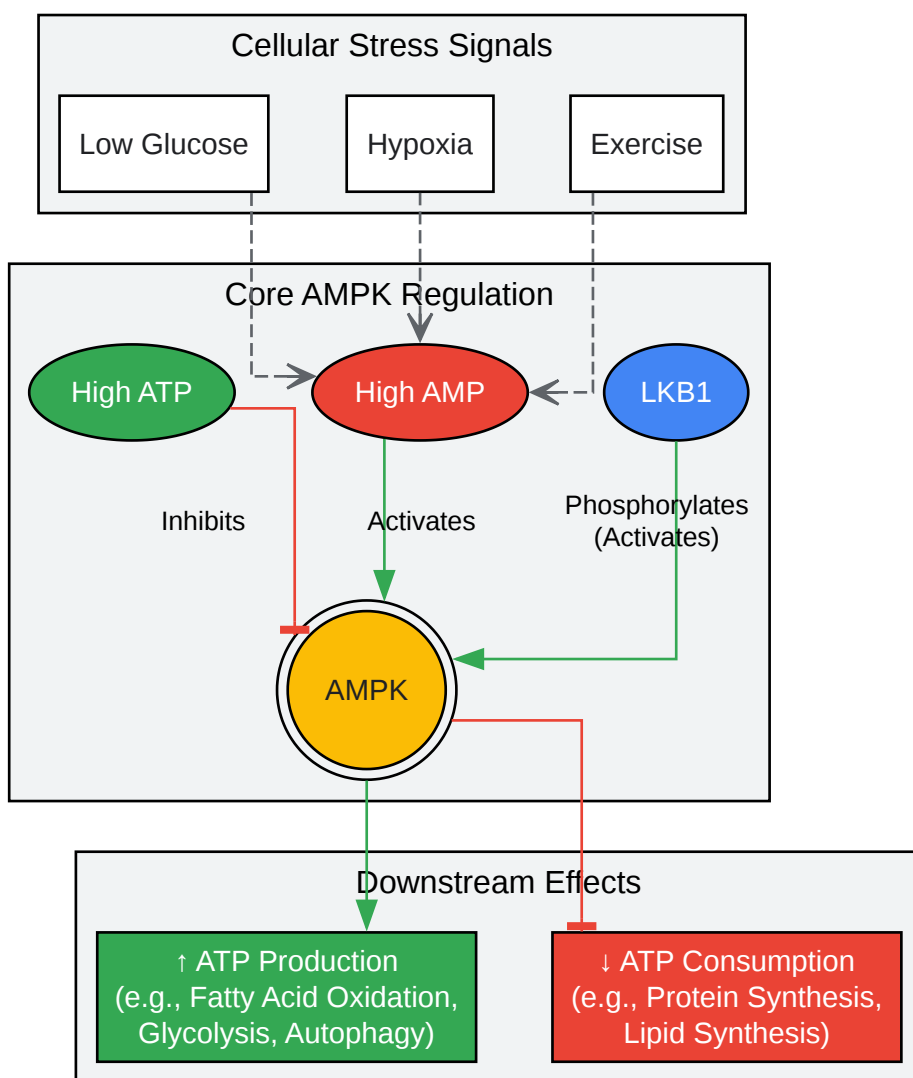 Cellular Stress Signals
Low Glucose
Hypoxia
Exercise
Core AMPK Regulation
High ATP
High AMP
LKB1
Inhibits
Activates
Phosphorylates
(Activates)
AMPK
Downstream Effects
↑ ATP Production
(e.g., Fatty Acid Oxidation,
Glycolysis, Autophagy)
↓ ATP Consumption
(e.g., Protein Synthesis,
Lipid Synthesis)